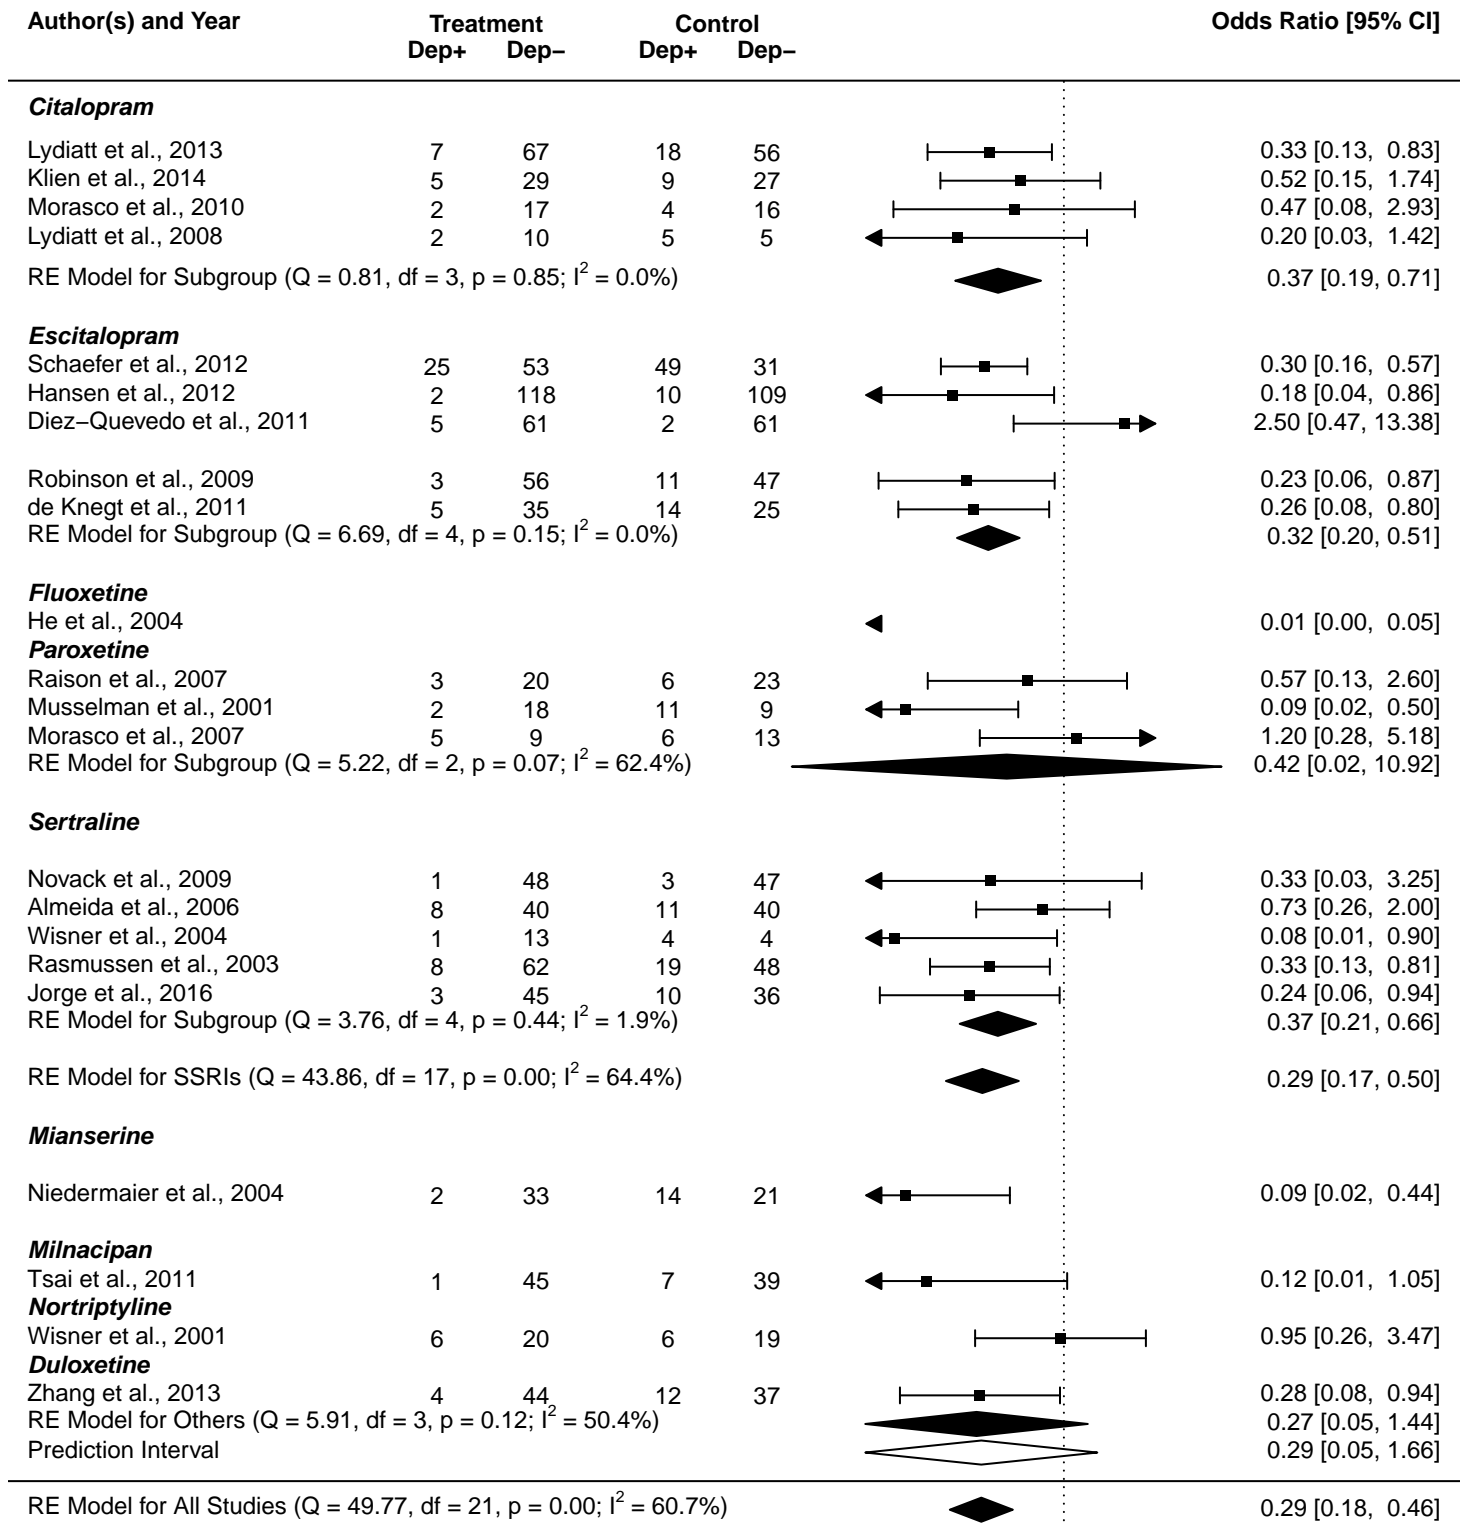 Author(s) and Year Treatment Control Odds Ratio [95% CI]
Dep+ Dep− Dep+ Dep−
Citalopram
Lydiatt et al., 2013 7 67 18 56 0.33 [0.13, 0.83]
Klien et al., 2014 5 29 9 27 0.52 [0.15, 1.74]
Morasco et al., 2010 2 17 4 16 0.47 [0.08, 2.93]
Lydiatt et al., 2008 2 10 5 5 0.20 [0.03, 1.42]
RE Model for Subgroup (Q = 0.81, df = 3, p = 0.85; I² = 0.0%) 0.37 [0.19, 0.71]
Escitalopram
Schaefer et al., 2012 25 53 49 31 0.30 [0.16, 0.57]
Hansen et al., 2012 2 118 10 109 0.18 [0.04, 0.86]
Diez−Quevedo et al., 2011 5 61 2 61 2.50 [0.47, 13.38]
Robinson et al., 2009 3 56 11 47 0.23 [0.06, 0.87]
de Knegt et al., 2011 5 35 14 25 0.26 [0.08, 0.80]
RE Model for Subgroup (Q = 6.69, df = 4, p = 0.15; I² = 0.0%) 0.32 [0.20, 0.51]
Fluoxetine
He et al., 2004 0.01 [0.00, 0.05]
Paroxetine
Raison et al., 2007 3 20 6 23 0.57 [0.13, 2.60]
Musselman et al., 2001 2 18 11 9 0.09 [0.02, 0.50]
Morasco et al., 2007 5 9 6 13 1.20 [0.28, 5.18]
RE Model for Subgroup (Q = 5.22, df = 2, p = 0.07; I² = 62.4%) 0.42 [0.02, 10.92]
Sertraline
Novack et al., 2009 1 48 3 47 0.33 [0.03, 3.25]
Almeida et al., 2006 8 40 11 40 0.73 [0.26, 2.00]
Wisner et al., 2004 1 13 4 4 0.08 [0.01, 0.90]
Rasmussen et al., 2003 8 62 19 48 0.33 [0.13, 0.81]
Jorge et al., 2016 3 45 10 36 0.24 [0.06, 0.94]
RE Model for Subgroup (Q = 3.76, df = 4, p = 0.44; I² = 1.9%) 0.37 [0.21, 0.66]
RE Model for SSRIs (Q = 43.86, df = 17, p = 0.00; I² = 64.4%) 0.29 [0.17, 0.50]
Mianserine
Niedermaier et al., 2004 2 33 14 21 0.09 [0.02, 0.44]
Milnacipan
Tsai et al., 2011 1 45 7 39 0.12 [0.01, 1.05]
Nortriptyline
Wisner et al., 2001 6 20 6 19 0.95 [0.26, 3.47]
Duloxetine
Zhang et al., 2013 4 44 12 37 0.28 [0.08, 0.94]
RE Model for Others (Q = 5.91, df = 3, p = 0.12; I² = 50.4%) 0.27 [0.05, 1.44]
Prediction Interval 0.29 [0.05, 1.66]
RE Model for All Studies (Q = 49.77, df = 21, p = 0.00; I² = 60.7%) 0.29 [0.18, 0.46]